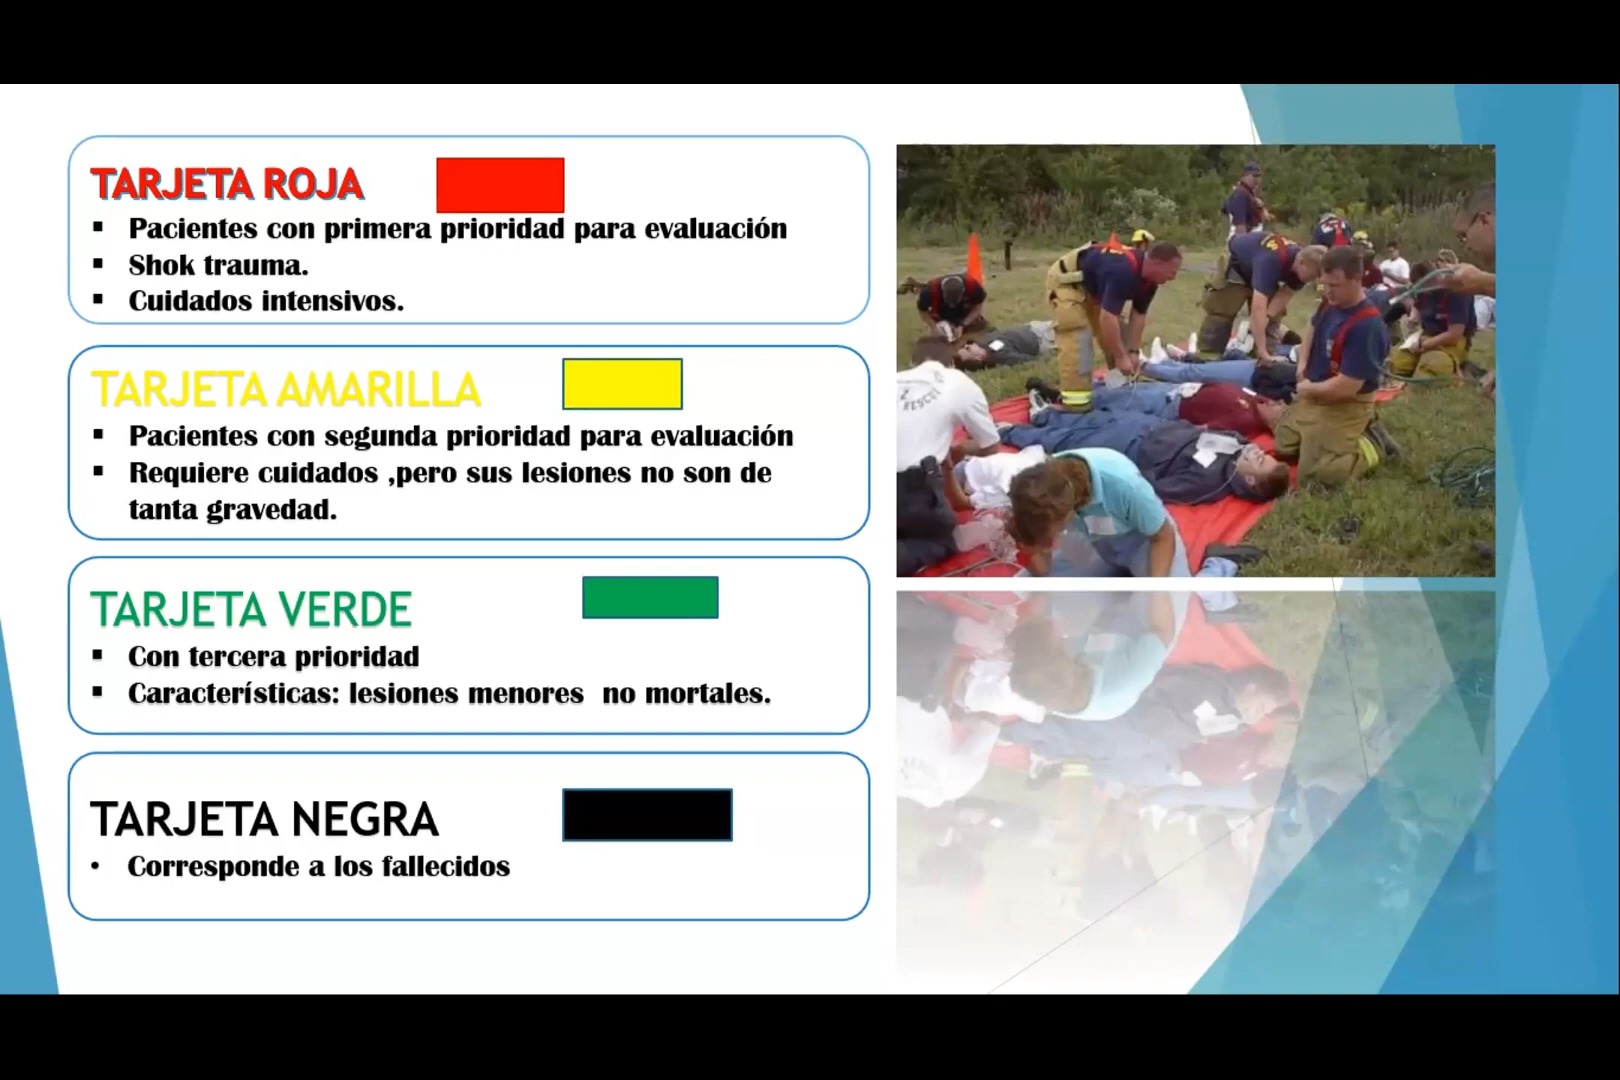 TARJETA ROJA
▪ Pacientes con primera prioridad para evaluación
▪ Shok trauma.
▪ Cuidados intensivos.
TARJETA AMARILLA
▪ Pacientes con segunda prioridad para evaluación
▪ Requiere cuidados ,pero sus lesiones no son de
tanta gravedad.
TARJETA VERDE
▪ Con tercera prioridad
▪ Características: lesiones menores  no mortales.
TARJETA NEGRA
• Corresponde a los fallecidos
RESCUE